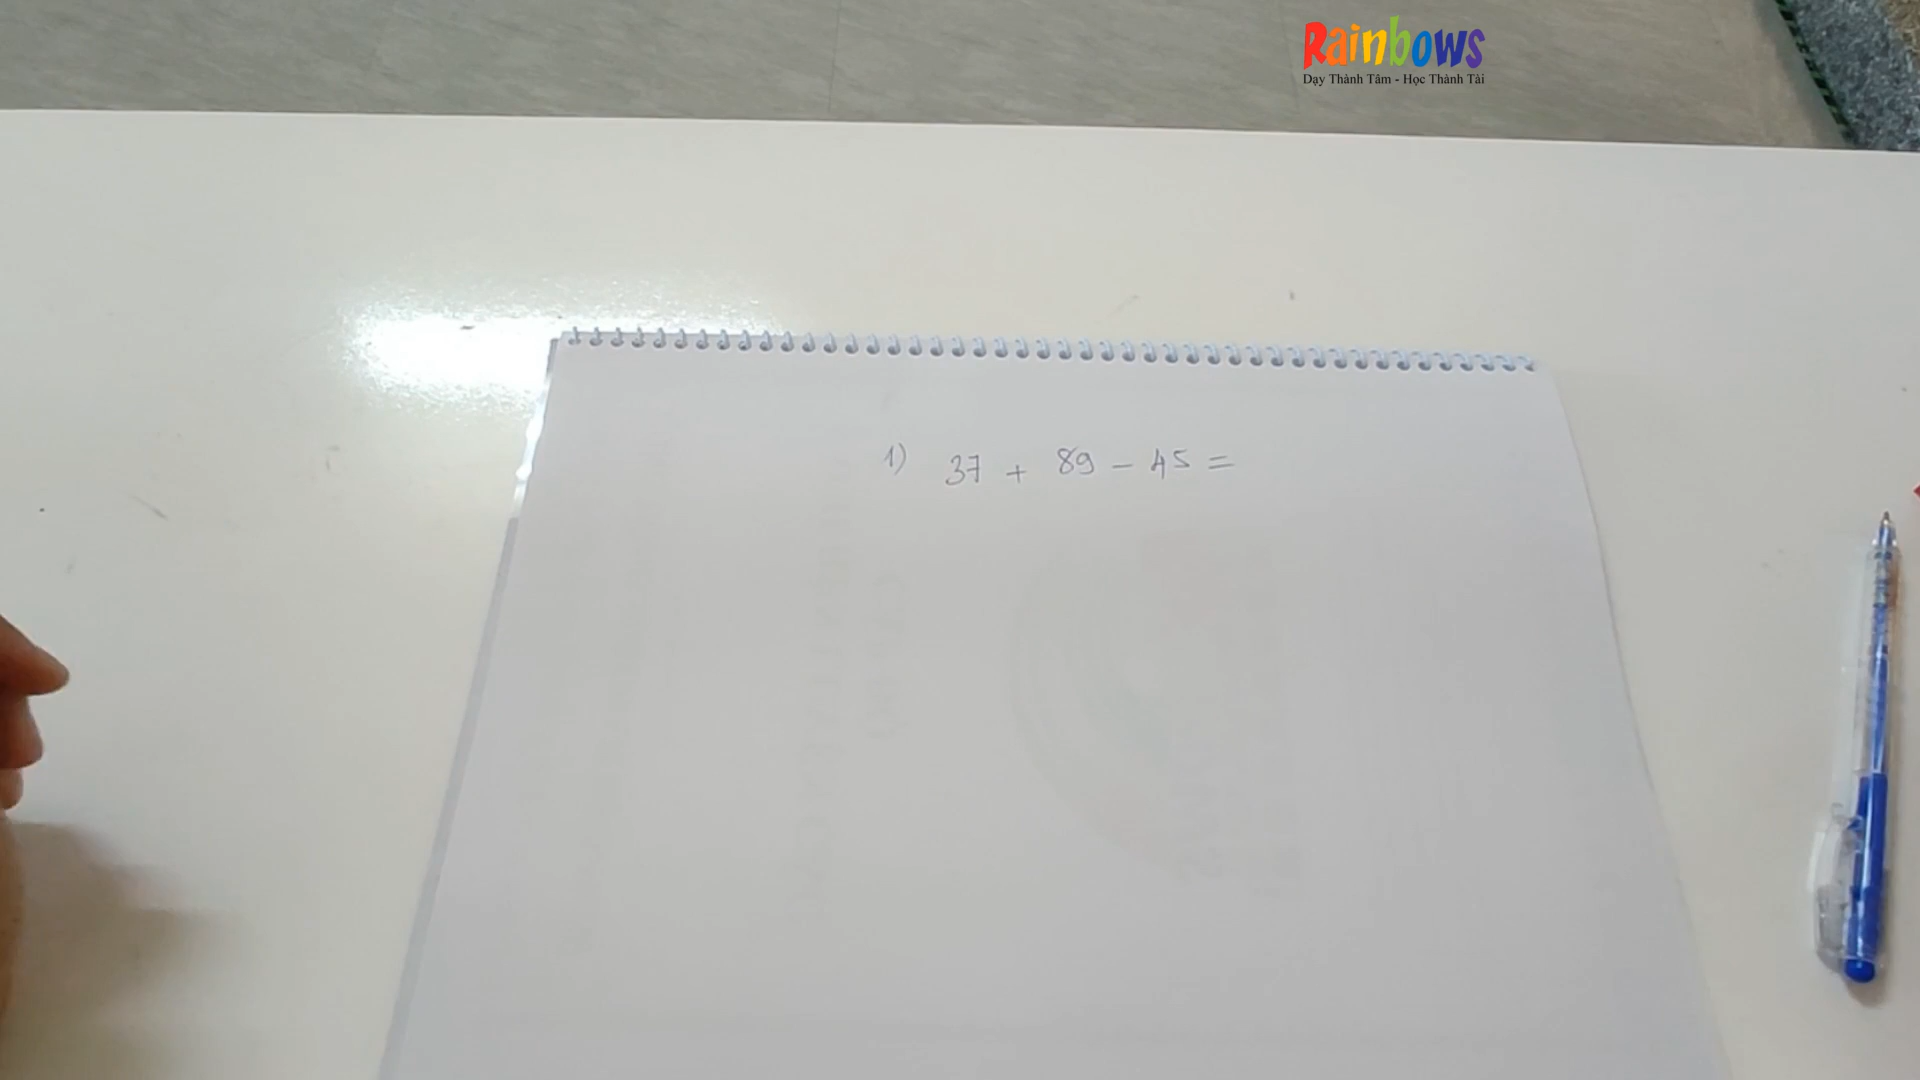 Rainbows
Dạy Thành Tâm - Học Thành Tài
1) 37 + 89 - 45 =